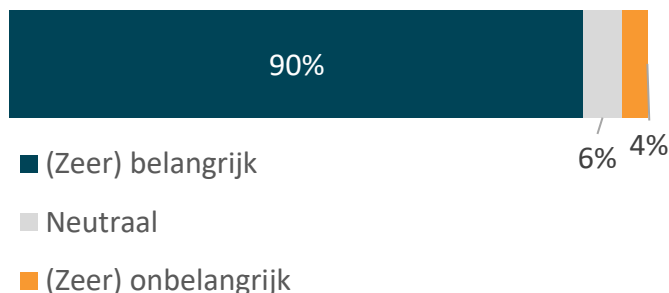 90%
6%
4%
(Zeer) belangrijk
Neutraal
(Zeer) onbelangrijk